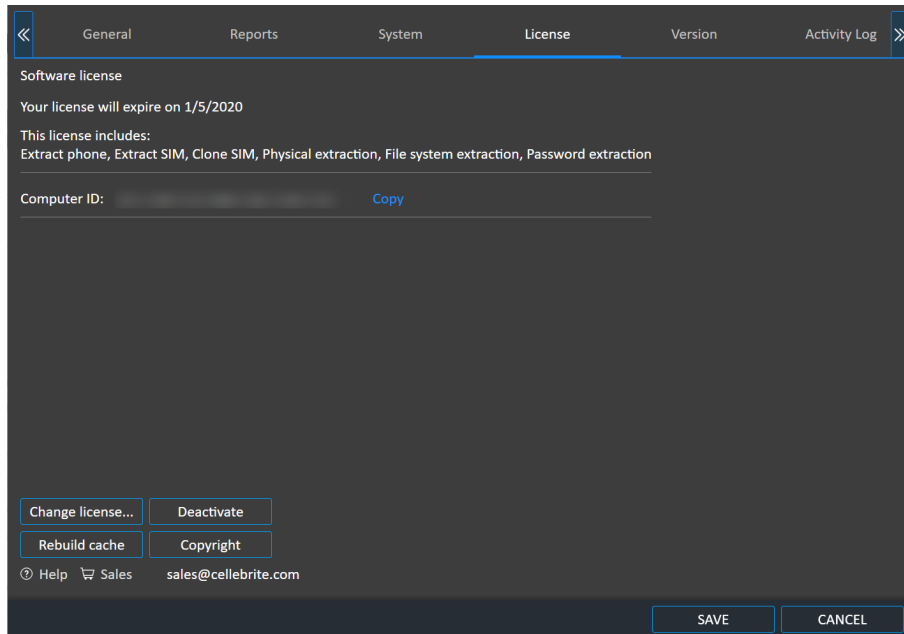 General Reports System License Version Activity Log
Software license
Your license will expire on 1/5/2020
This license includes:
Extract phone, Extract SIM, Clone SIM, Physical extraction, File system extraction, Password extraction
Computer ID: Copy
Change license... Deactivate
Rebuild cache Copyright
Help Sales sales@cellebrite.com
SAVE CANCEL